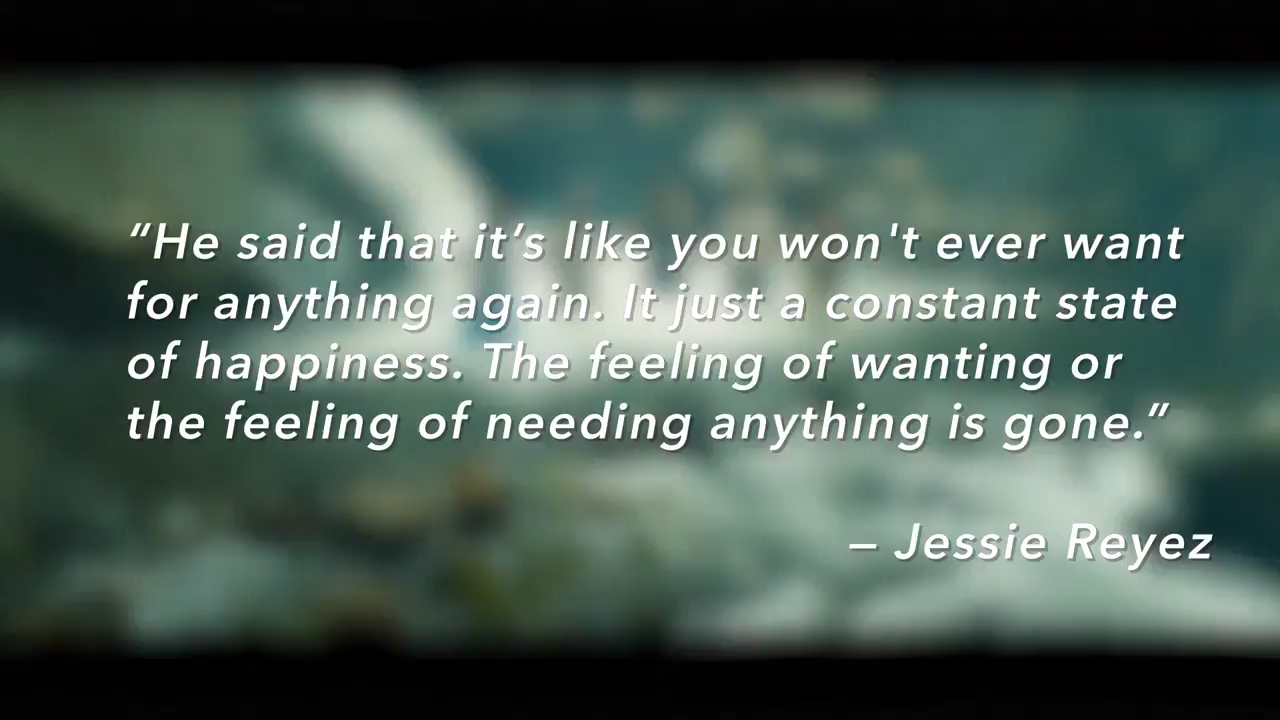 “He said that it’s like you won't ever want
for anything again. It just a constant state
of happiness. The feeling of wanting or
the feeling of needing anything is gone.”
– Jessie Reyez